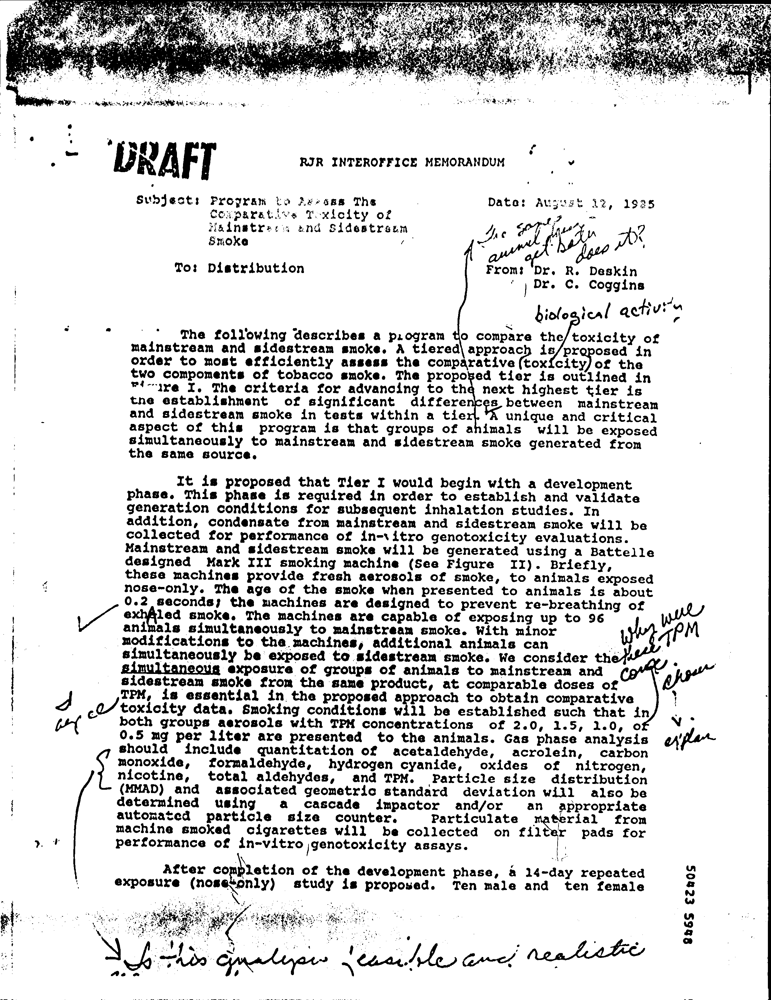 DRAFT
RJR INTEROFFICE MEMORANDUM
Subject: Program to Assess The
Comparative Toxicity of
Mainstream and Sidestream
Smoke
Date: August 12, 1985
The same
animal
get both
does it?
To: Distribution
From: Dr. R. Deskin
Dr. C. Coggins
biological activity
The following describes a program to compare the toxicity of
mainstream and sidestream smoke. A tiered approach is proposed in
order to most efficiently assess the comparative (toxicity) of the
two components of tobacco smoke. The proposed tier is outlined in
Figure I. The criteria for advancing to the next highest tier is
the establishment of significant differences between mainstream
and sidestream smoke in tests within a tier. A unique and critical
aspect of this program is that groups of animals will be exposed
simultaneously to mainstream and sidestream smoke generated from
the same source.
It is proposed that Tier I would begin with a development
phase. This phase is required in order to establish and validate
generation conditions for subsequent inhalation studies. In
addition, condensate from mainstream and sidestream smoke will be
collected for performance of in-vitro genotoxicity evaluations.
Mainstream and sidestream smoke will be generated using a Battelle
designed Mark III smoking machine (See Figure II). Briefly,
these machines provide fresh aerosols of smoke, to animals exposed
nose-only. The age of the smoke when presented to animals is about
0.2 seconds; the machines are designed to prevent re-breathing of
exhaled smoke. The machines are capable of exposing up to 96
animals simultaneously to mainstream smoke. With minor
modifications to the machines, additional animals can
simultaneously be exposed to sidestream smoke. We consider the
simultaneous exposure of groups of animals to mainstream and
sidestream smoke from the same product, at comparable doses of
TPM, is essential in the proposed approach to obtain comparative
toxicity data. Smoking conditions will be established such that in
both groups aerosols with TPM concentrations of 2.0, 1.5, 1.0, or
0.5 mg per liter are presented to the animals. Gas phase analysis
should include quantitation of acetaldehyde, acrolein, carbon
monoxide, formaldehyde, hydrogen cyanide, oxides of nitrogen,
nicotine, total aldehydes, and TPM. Particle size distribution
(MMAD) and associated geometric standard deviation will also be
determined using a cascade impactor and/or an appropriate
automated particle size counter. Particulate material from
machine smoked cigarettes will be collected on filter pads for
performance of in-vitro genotoxicity assays.
why were
these TPM
conc. chosen
explain
I
agree
After completion of the development phase, a 14-day repeated
exposure (nose-only) study is proposed. Ten male and ten female
50423 5948
Is this analysis feasible and realistic